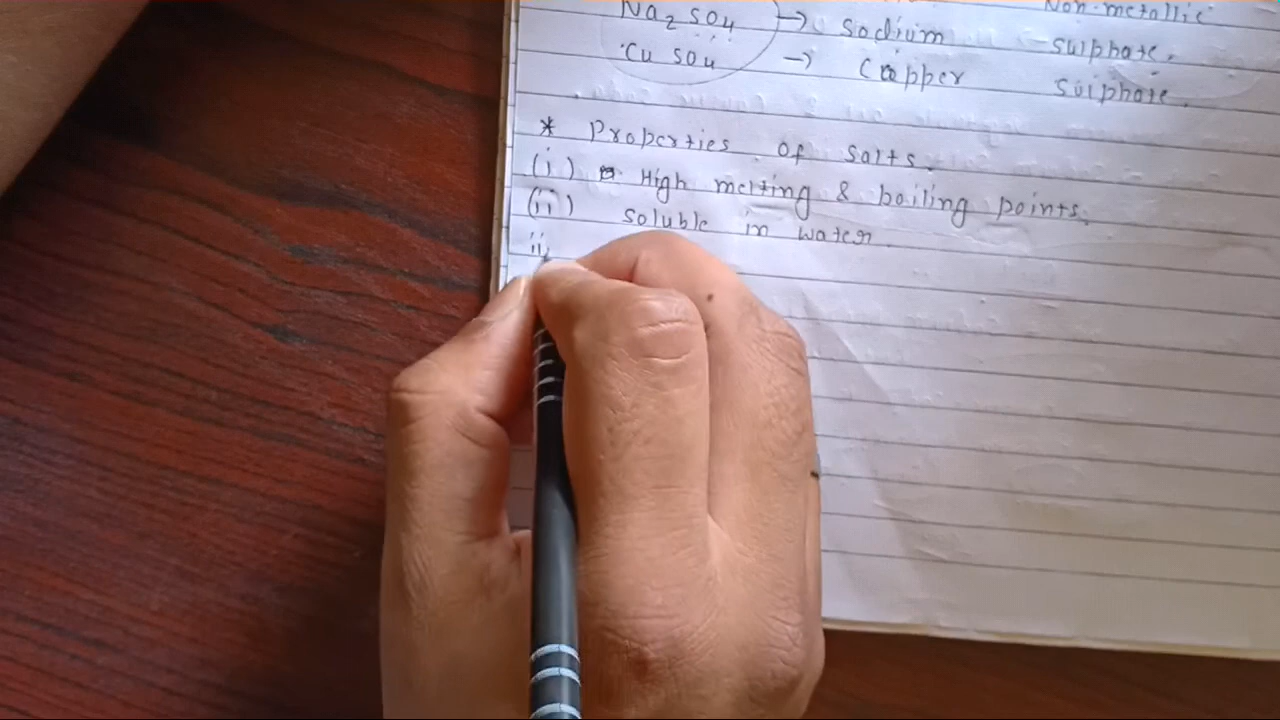 Non-metallic
Na2SO4 → Sodium sulphate.
CuSO4 → Copper Sulphate.
* Properties of Salts.
(i) High melting & boiling points.
(ii) Soluble in water.
ii